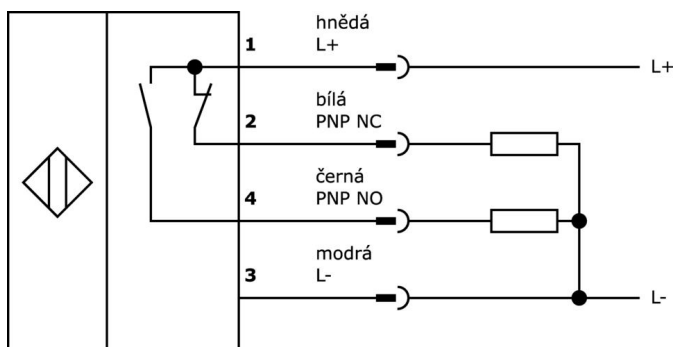 hnědá
1 L+
L+
bílá
2 PNP NC
černá
4 PNP NO
modrá
3 L-
L-